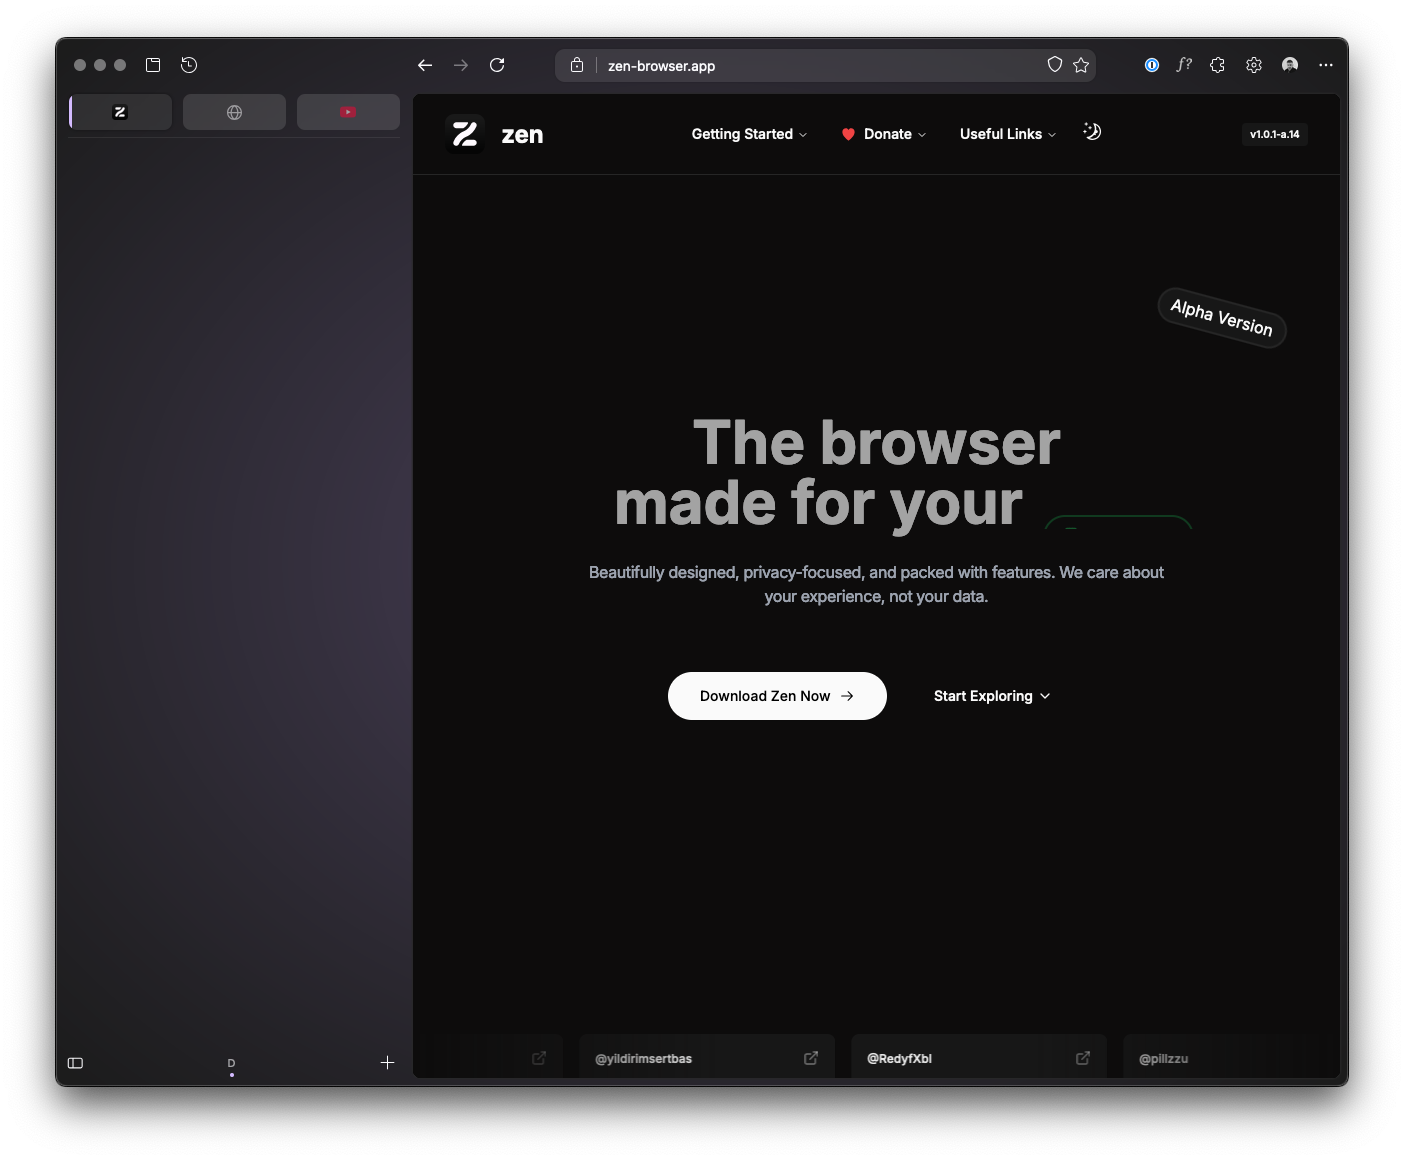 zen-browser.app
f?
zen
Getting Started
Donate
Useful Links
v1.0.1-a.14
Alpha Version
The browser
made for your
Beautifully designed, privacy-focused, and packed with features. We care about
your experience, not your data.
Download Zen Now
Start Exploring
D
@yildirimsertbas
@RedyfXbl
@pillzzu